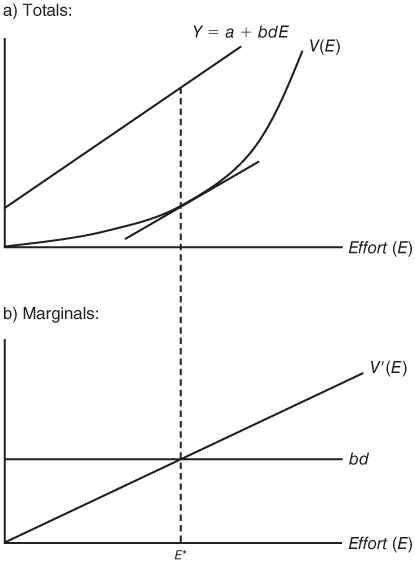 a) Totals:
Y = a + bdE
V(E)
Effort (E)
b) Marginals:
V'(E)
bd
Effort (E)
E*